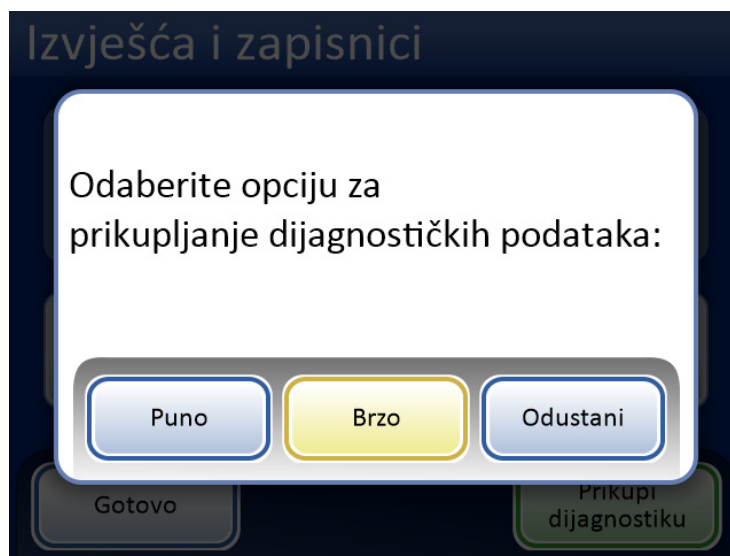 Izvješća i zapisnici
Odaberite opciju za
prikupljanje dijagnostičkih podataka:
Puno
Brzo
Odustani
Gotovo
Prikupi
dijagnostiku